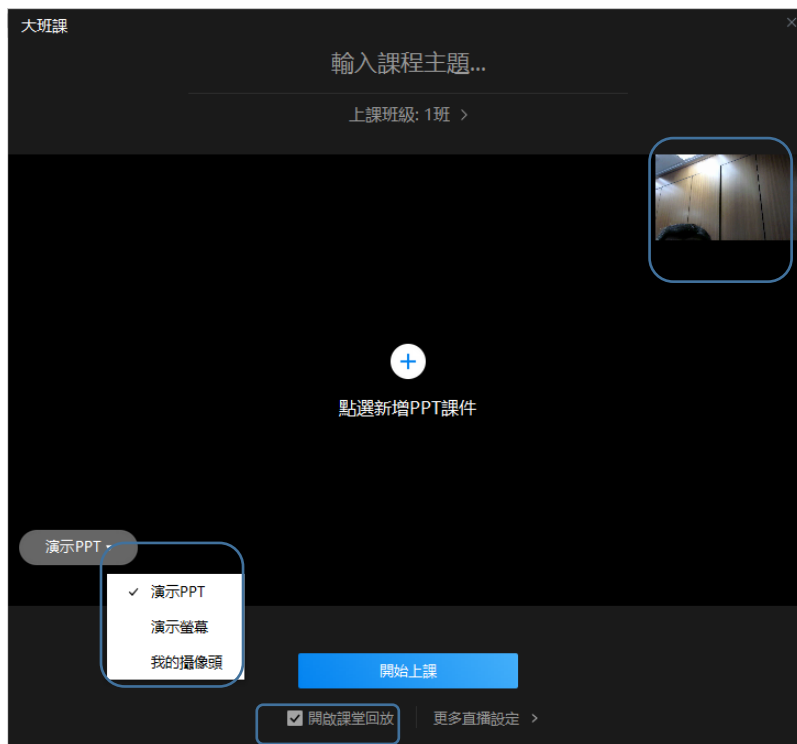 大班課
輸入課程主題...
上課班級: 1班
點選新增PPT課件
演示PPT
演示PPT
演示螢幕
我的攝像頭
開始上課
開啟課堂回放
更多直播設定